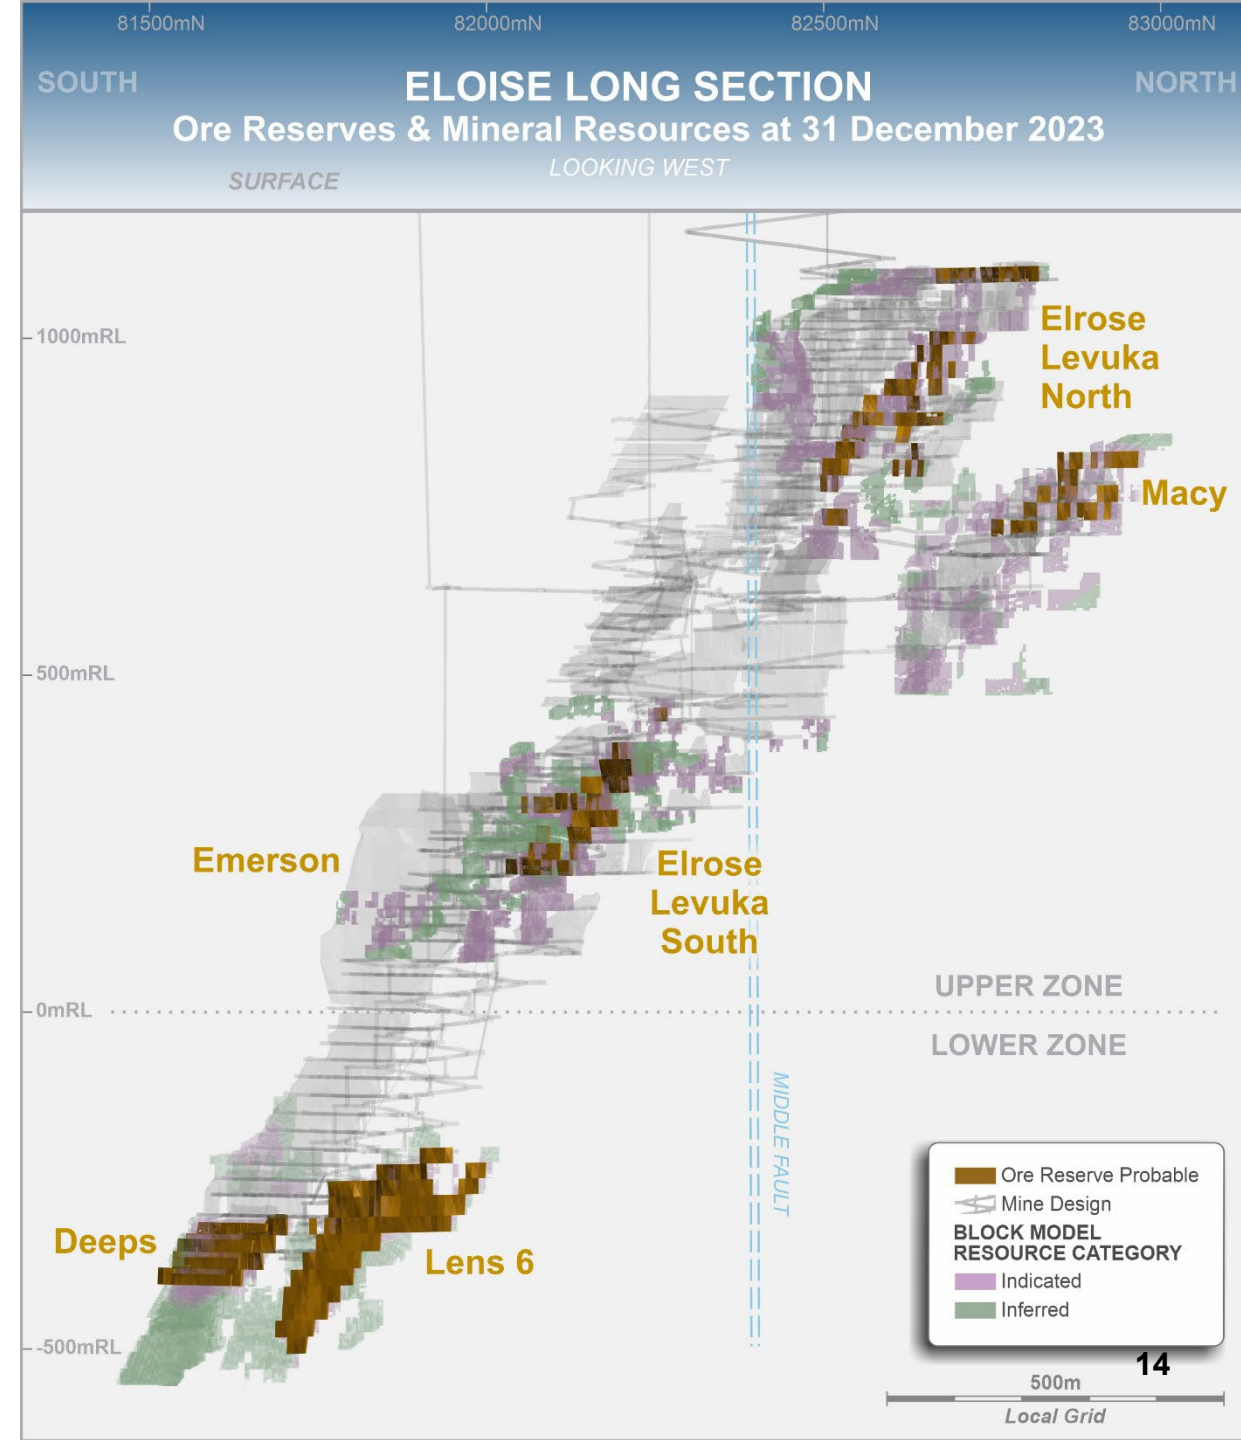 81500mN 82000mN 82500mN 83000mN
SOUTH
NORTH
ELOISE LONG SECTION
Ore Reserves & Mineral Resources at 31 December 2023
LOOKING WEST
SURFACE
1000mRL
Elrose
Levuka
North
Macy
500mRL
Emerson
Elrose
Levuka
South
UPPER ZONE
0mRL
LOWER ZONE
MIDDLE FAULT
Deeps
Lens 6
-500mRL
Ore Reserve Probable
Mine Design
BLOCK MODEL
RESOURCE CATEGORY
Indicated
Inferred
14
500m
Local Grid